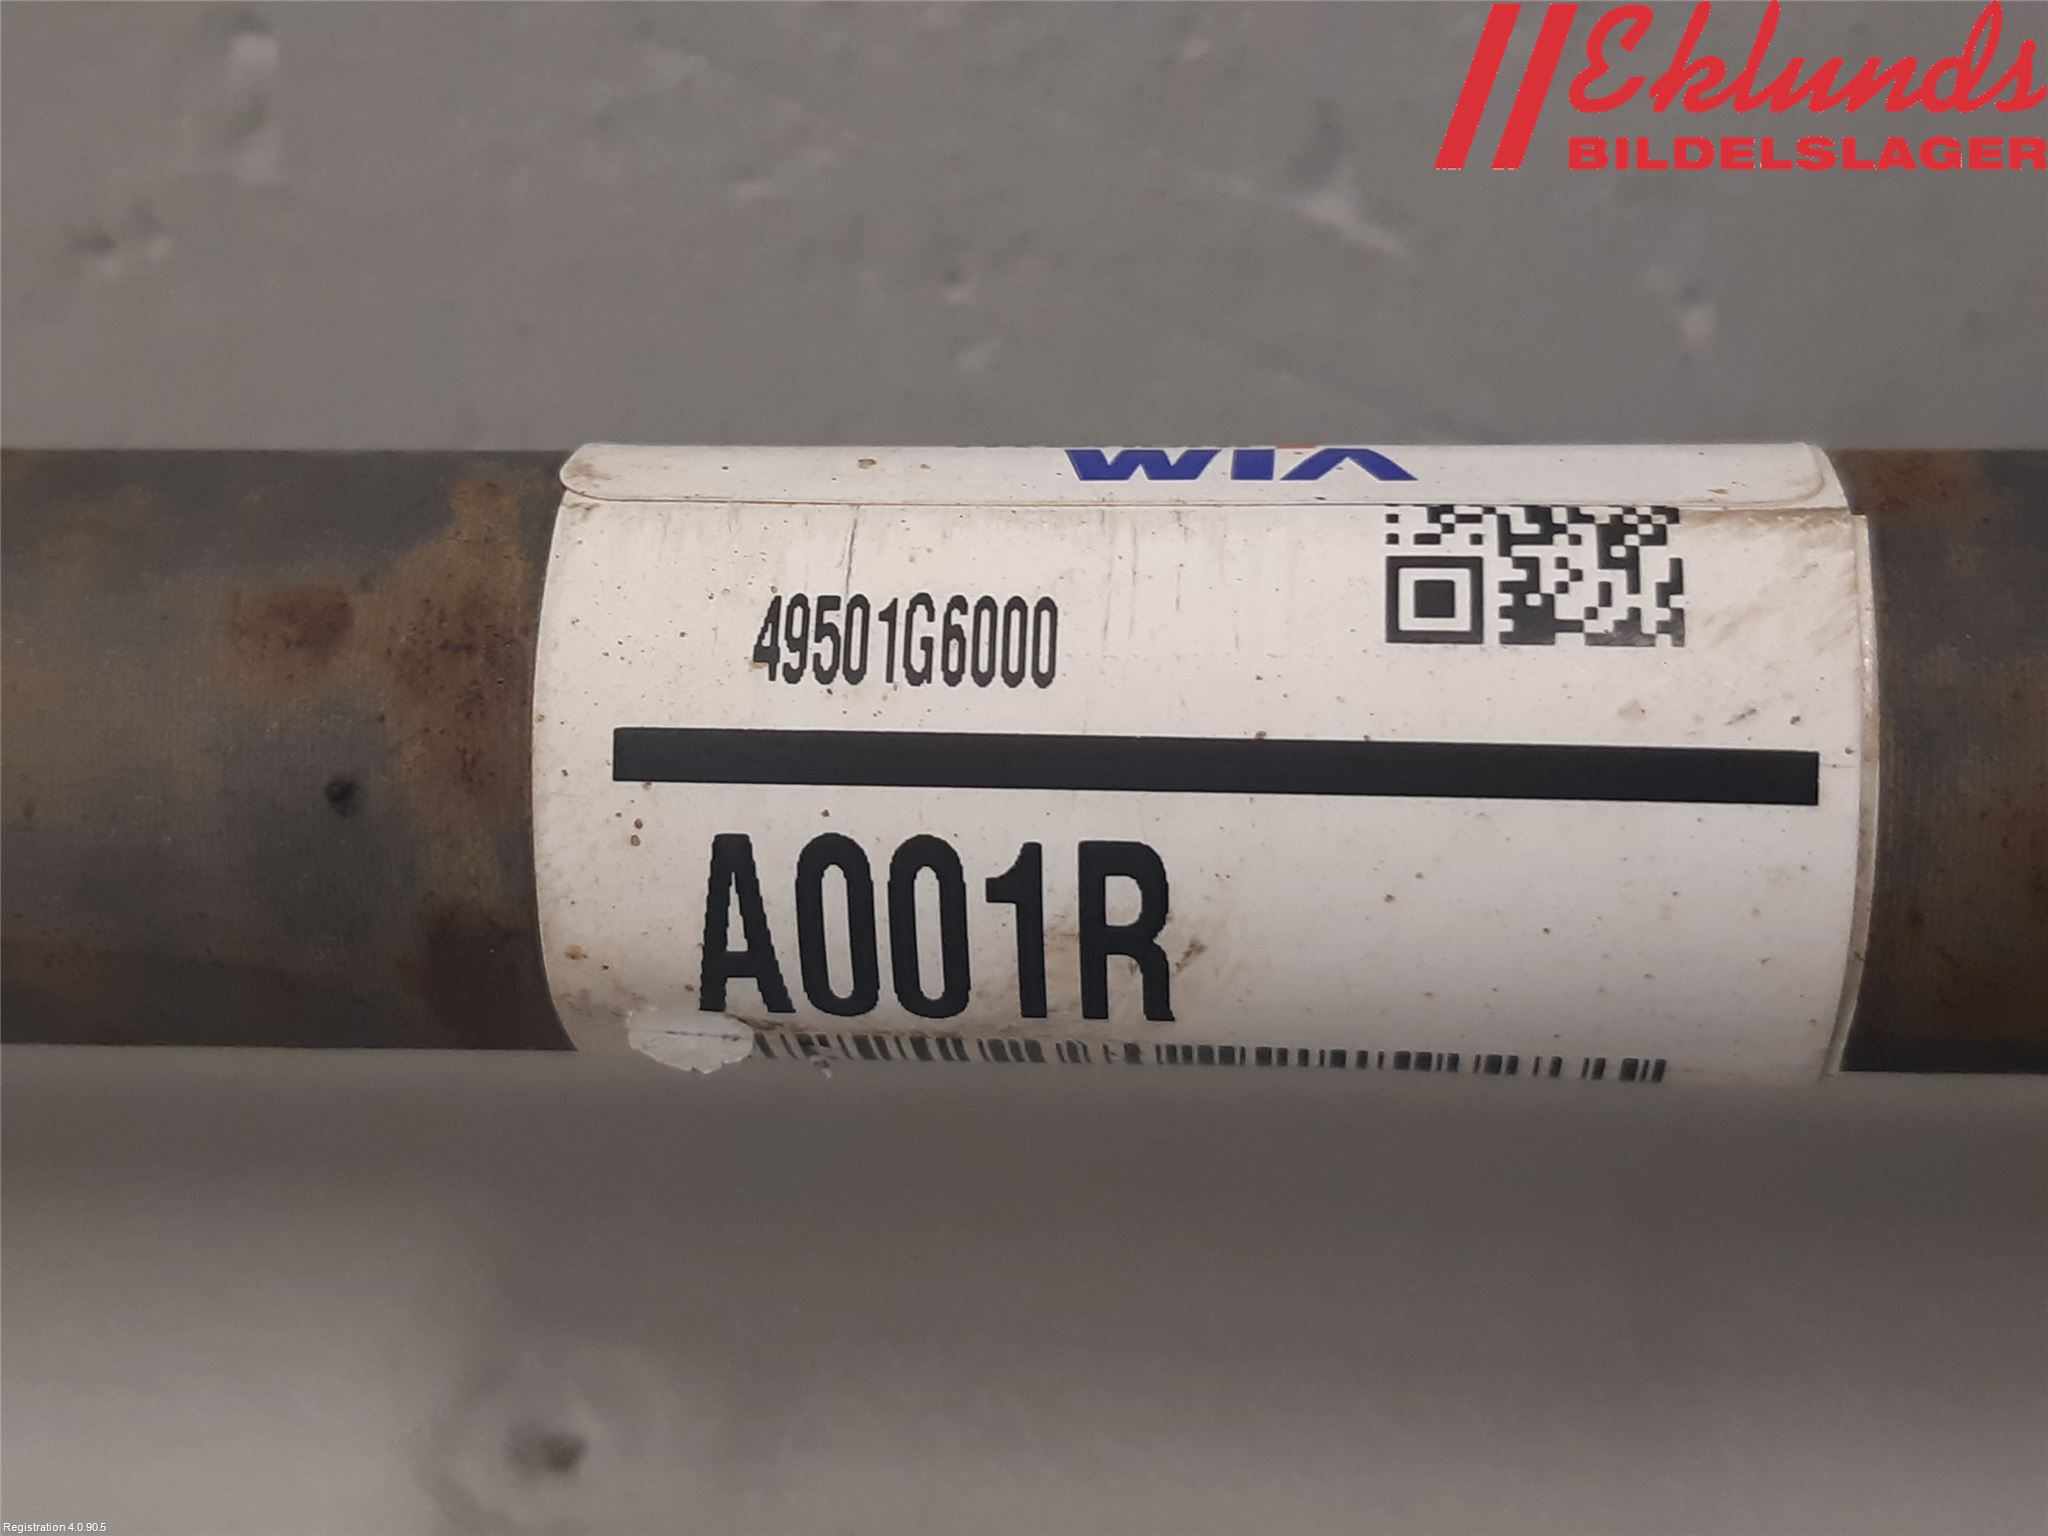 Eklunds
BILDELSLAGER
WIA
49501G6000
A001R
Registration 4.0.90.5